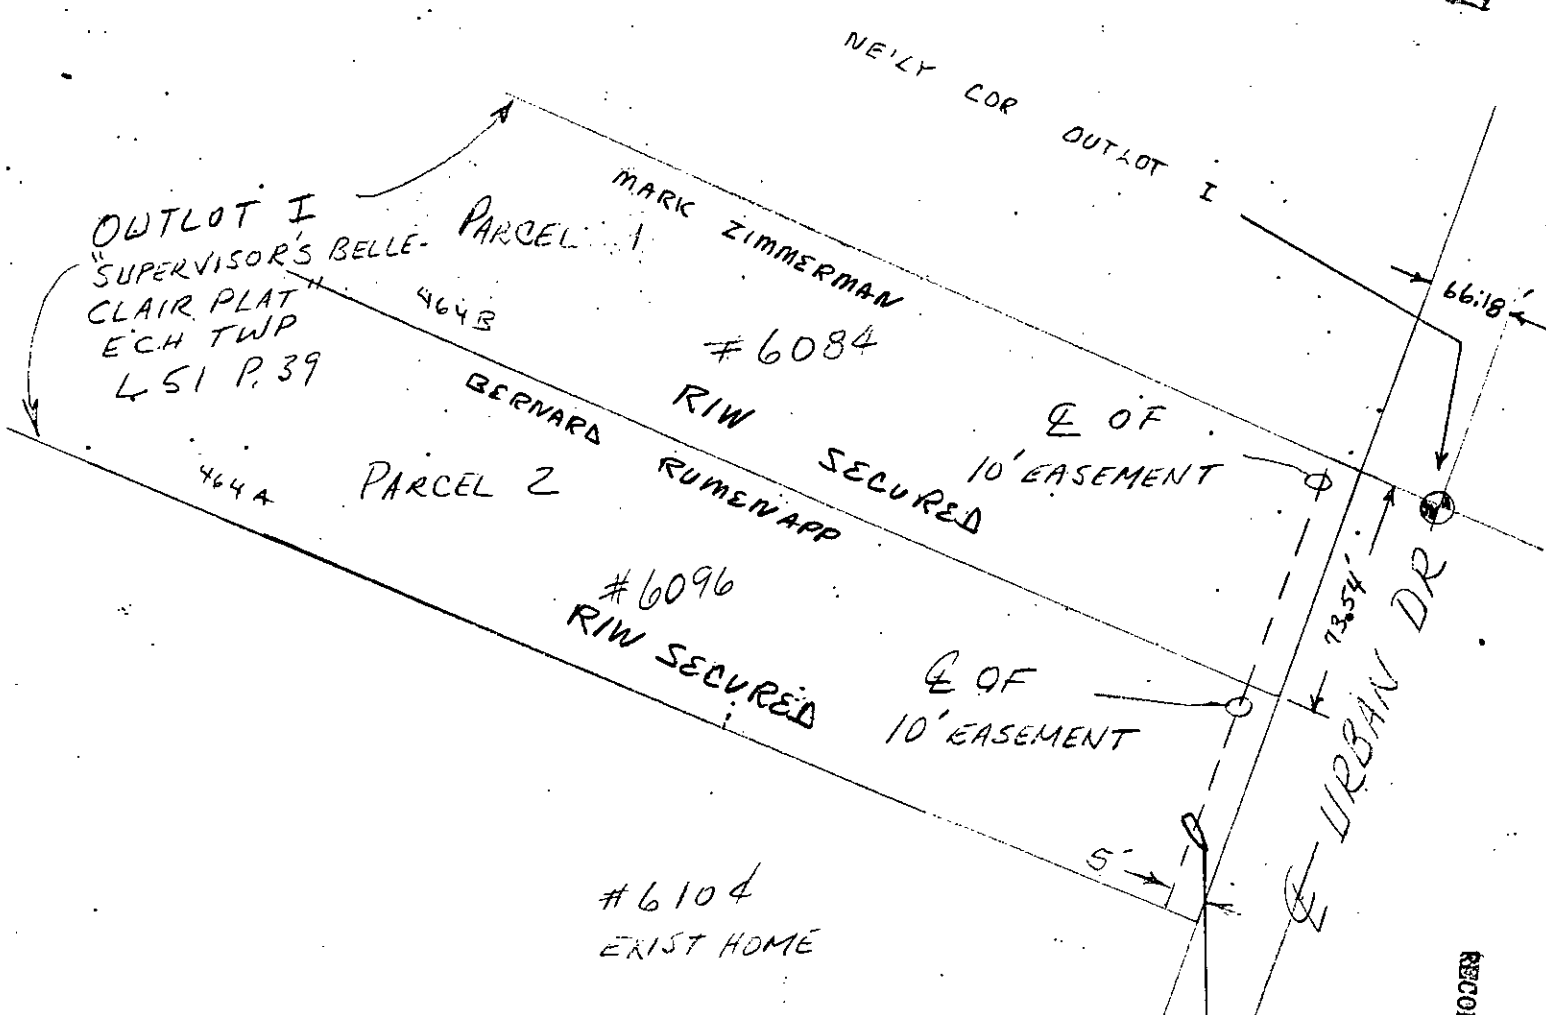 NE'LY COR OUTLOT I
66.18'
OUTLOT I
"SUPERVISOR'S BELLE-
CLAIR PLAT"
ECH TWP
L 51 P. 39
PARCEL 1
MARK ZIMMERMAN
464B
#6084
R/W SECURED
℄ OF
10' EASEMENT
BERNARD RUMENAPP
464A
PARCEL 2
#6096
R/W SECURED
℄ OF
10' EASEMENT
73.54'
℄ URBAN DR
5'
#6104
EXIST HOME